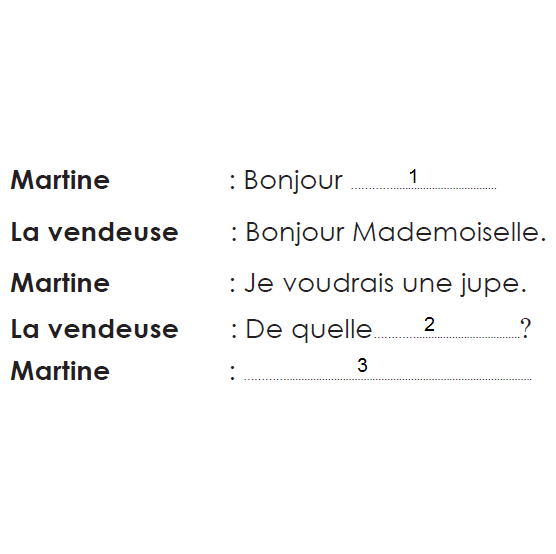 Martine : Bonjour ........1........
La vendeuse : Bonjour Mademoiselle.
Martine : Je voudrais une jupe.
La vendeuse : De quelle........2........?
Martine : ................3................